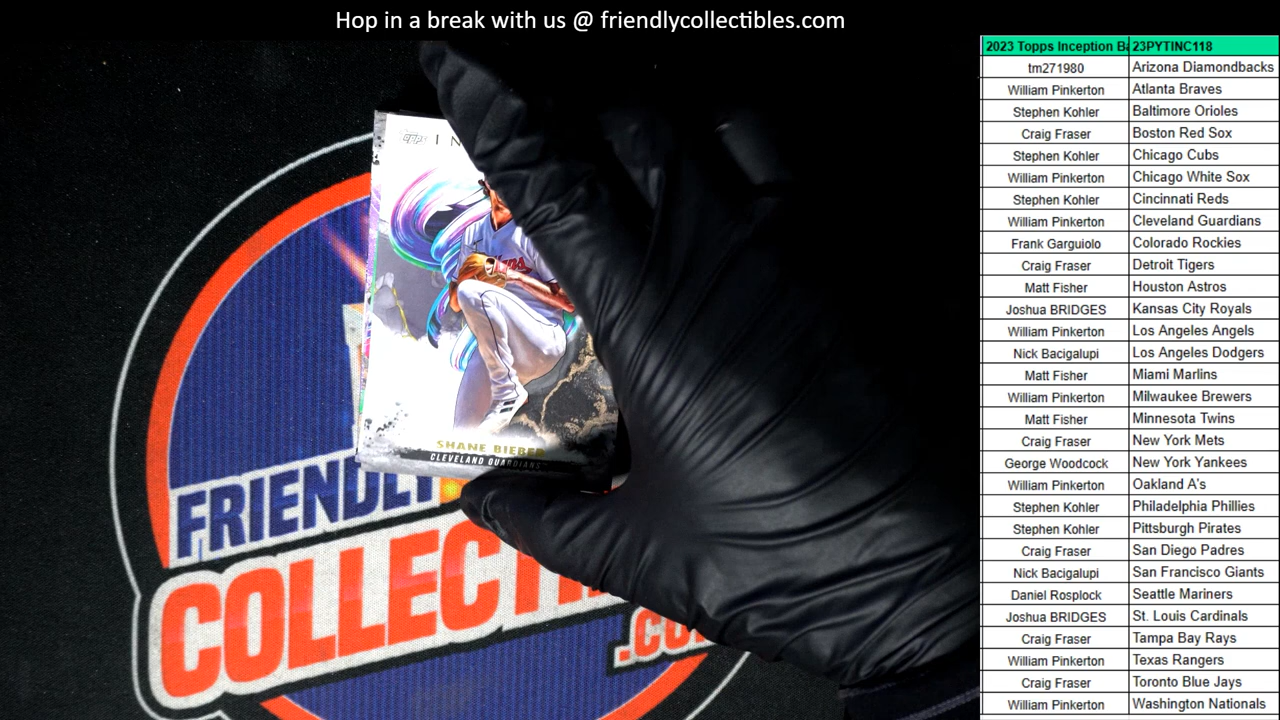 Hop in a break with us @ friendlycollectibles.com
2023 Topps Inception Ba 23PYTINC118
tm271980 Arizona Diamondbacks
William Pinkerton Atlanta Braves
Stephen Kohler Baltimore Orioles
Craig Fraser Boston Red Sox
Stephen Kohler Chicago Cubs
William Pinkerton Chicago White Sox
Stephen Kohler Cincinnati Reds
William Pinkerton Cleveland Guardians
Frank Garguiolo Colorado Rockies
Craig Fraser Detroit Tigers
Matt Fisher Houston Astros
Joshua BRIDGES Kansas City Royals
William Pinkerton Los Angeles Angels
Nick Bacigalupi Los Angeles Dodgers
Matt Fisher Miami Marlins
William Pinkerton Milwaukee Brewers
Matt Fisher Minnesota Twins
Craig Fraser New York Mets
George Woodcock New York Yankees
William Pinkerton Oakland A's
Stephen Kohler Philadelphia Phillies
Stephen Kohler Pittsburgh Pirates
Craig Fraser San Diego Padres
Nick Bacigalupi San Francisco Giants
Daniel Rosplock Seattle Mariners
Joshua BRIDGES St. Louis Cardinals
Craig Fraser Tampa Bay Rays
William Pinkerton Texas Rangers
Craig Fraser Toronto Blue Jays
William Pinkerton Washington Nationals
Topps I N
SHANE BIEBER
CLEVELAND GUARDIANS™
FRIENDLY
COLLECTI
.CO